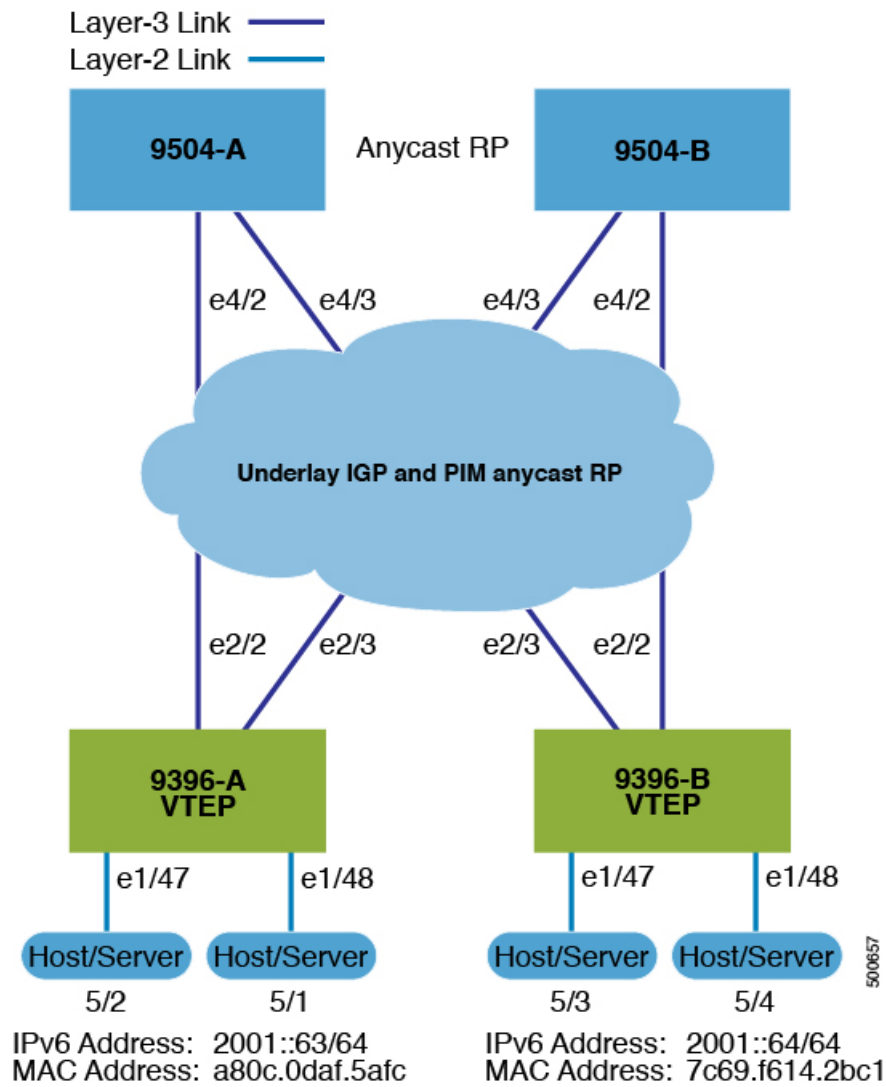 Layer-3 Link
Layer-2 Link
9504-A
Anycast RP
9504-B
e4/2
e4/3
e4/3
e4/2
Underlay IGP and PIM anycast RP
e2/2
e2/3
e2/3
e2/2
9396-A
VTEP
9396-B
VTEP
e1/47
e1/48
e1/47
e1/48
Host/Server
Host/Server
Host/Server
Host/Server
5/2
5/1
5/3
5/4
IPv6 Address: 2001::63/64
MAC Address: a80c.0daf.5afc
IPv6 Address: 2001::64/64
MAC Address: 7c69.f614.2bc1
500657